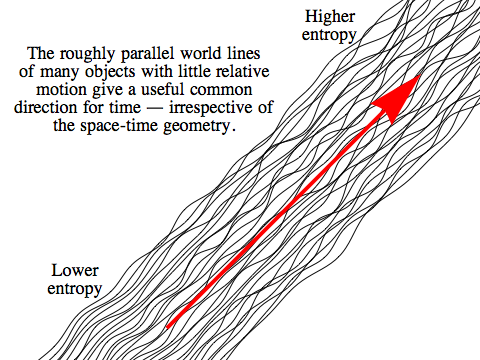 Higher
entropy
The roughly parallel world lines
of many objects with little relative
motion give a useful common
direction for time — irrespective of
the space-time geometry.
Lower
entropy